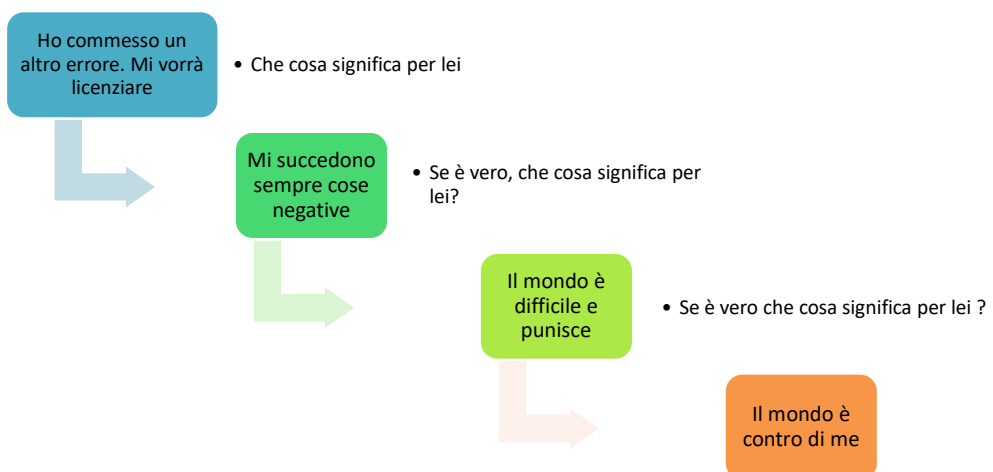 Ho commesso un
altro errore. Mi vorrà
licenziare
• Che cosa significa per lei
Mi succedono
sempre cose
negative
• Se è vero, che cosa significa per
lei?
Il mondo è
difficile e
punisce
• Se è vero che cosa significa per lei ?
Il mondo è
contro di me